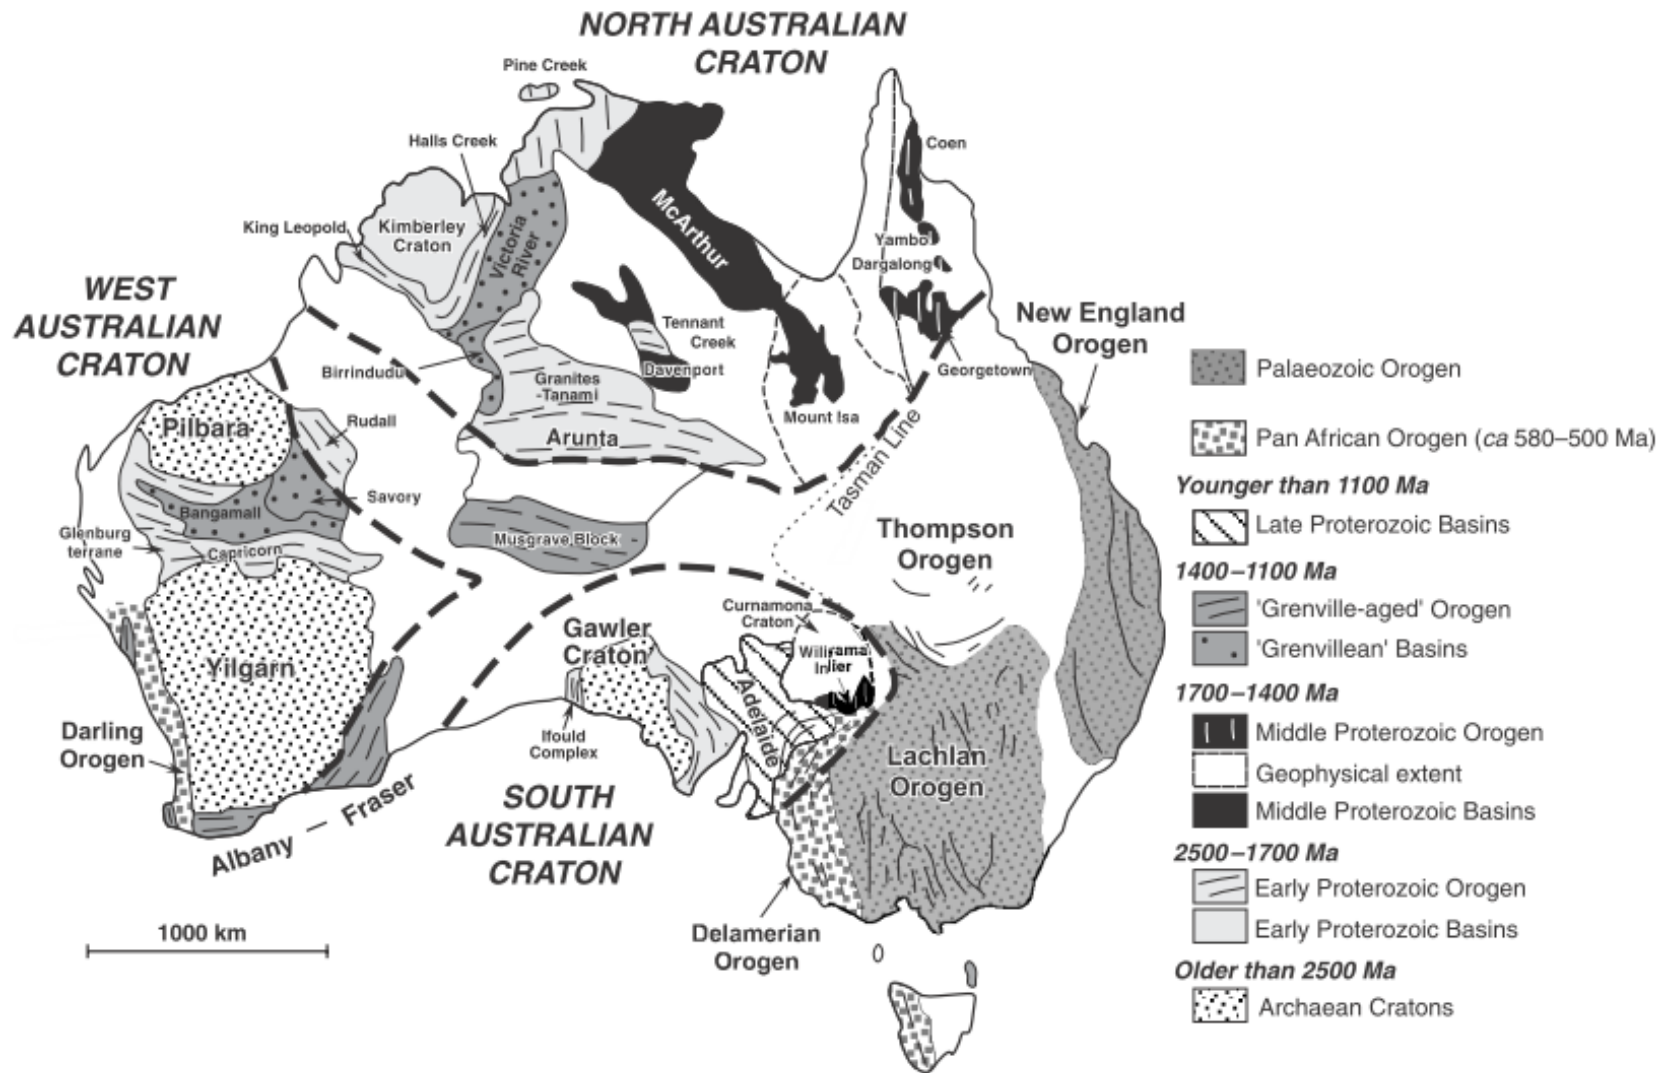 NORTH AUSTRALIAN
CRATON
Pine Creek
Halls Creek
Coen
King Leopold
Kimberley
Craton
Victoria
River
McArthur
Yambo
Dargalong
WEST
AUSTRALIAN
CRATON
New England
Orogen
Tennant
Creek
Davenport
Georgetown
Birrindudu
Granites
-Tanami
Mount Isa
Pilbara
Rudall
Arunta
Tasman Line
Savory
Bangamall
Glenburg
terrane
Capricorn
Musgrave Block
Thompson
Orogen
Curnamona
Craton
Gawler
Craton
Yilgarn
Adelaide
Darling
Orogen
Ifould
Complex
Lachlan
Orogen
SOUTH
AUSTRALIAN
CRATON
Albany – Fraser
Delamerian
Orogen
1000 km
Palaeozoic Orogen
Pan African Orogen (ca 580–500 Ma)
Younger than 1100 Ma
Late Proterozoic Basins
1400–1100 Ma
'Grenville-aged' Orogen
'Grenvillean' Basins
1700–1400 Ma
Middle Proterozoic Orogen
Geophysical extent
Middle Proterozoic Basins
2500–1700 Ma
Early Proterozoic Orogen
Early Proterozoic Basins
Older than 2500 Ma
Archaean Cratons